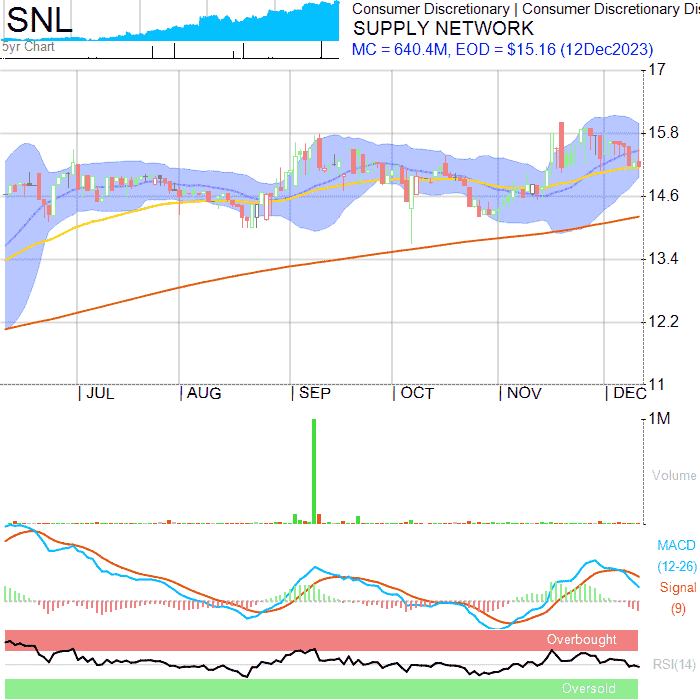 SNL
5yr Chart
Consumer Discretionary | Consumer Discretionary Dis
SUPPLY NETWORK
MC = 640.4M, EOD = $15.16 (12Dec2023)
17
15.8
14.6
13.4
12.2
11
JUL
AUG
SEP
OCT
NOV
DEC
1M
Volume
MACD
(12-26)
Signal
(9)
Overbought
RSI(14)
Oversold